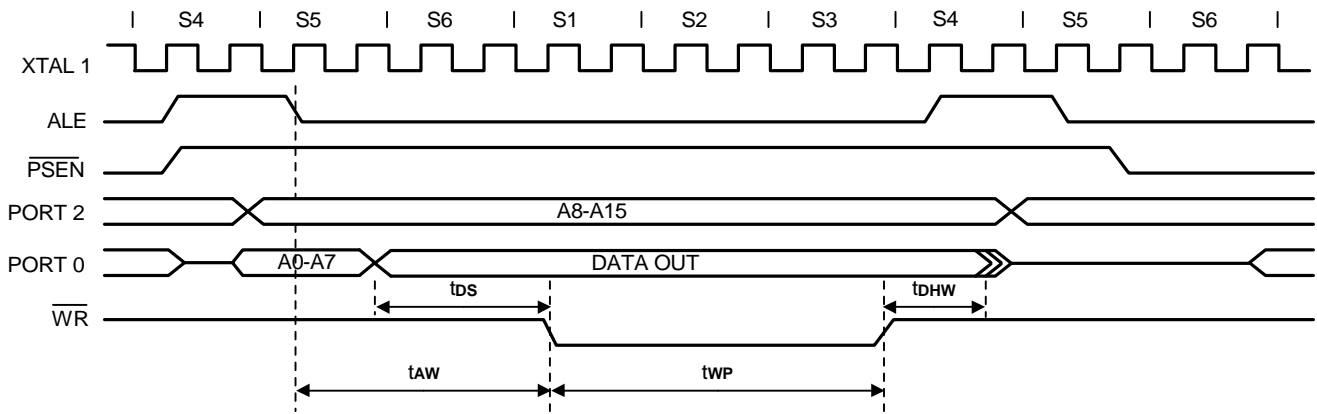 S4 S5 S6 S1 S2 S3 S4 S5 S6
XTAL 1
ALE
PSEN
PORT 2
A8-A15
PORT 0
A0-A7
DATA OUT
tDS
tDHW
WR
tAW
tWP